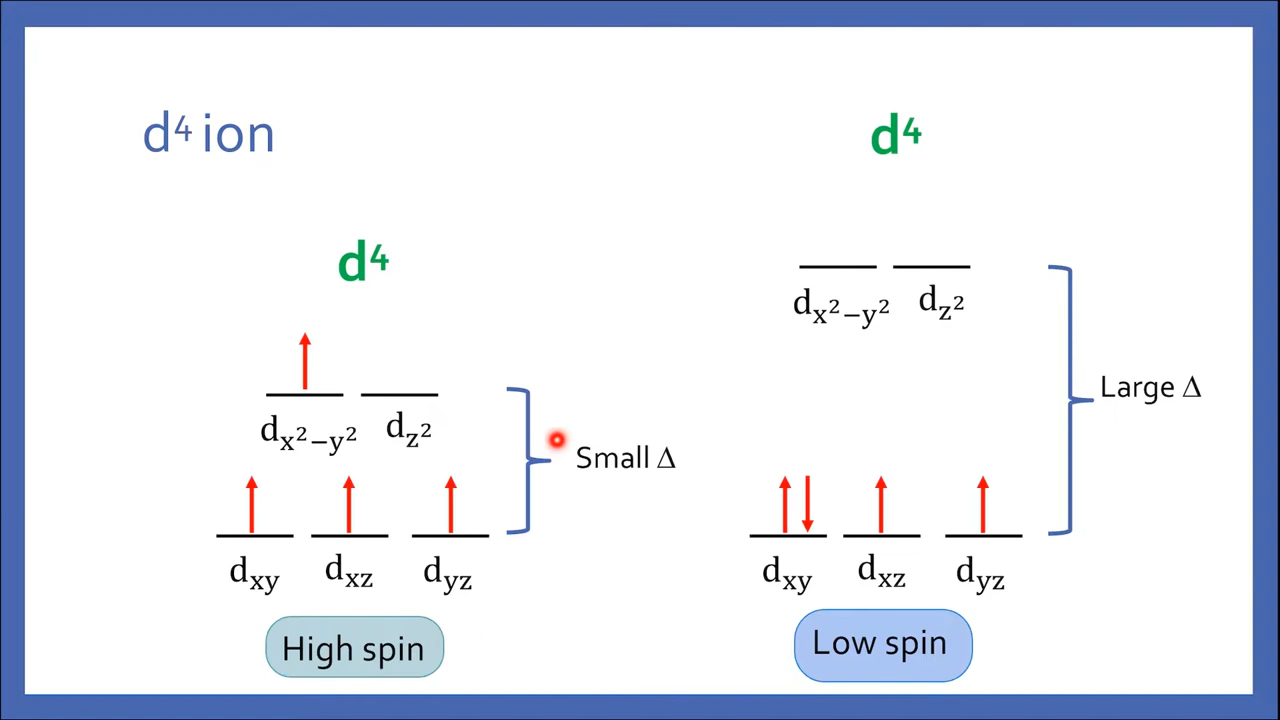 d⁴ ion
d⁴
d⁴
dx²−y² dz²
dx²−y² dz²
Large Δ
Small Δ
dxy dxz dyz
dxy dxz dyz
High spin
Low spin